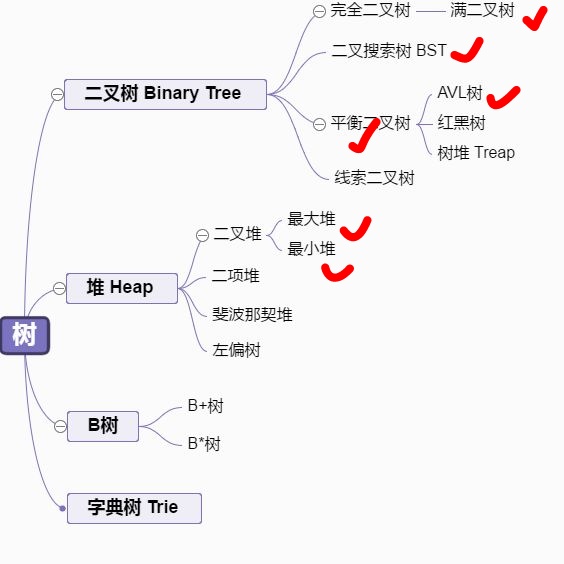 完全二叉树
满二叉树
二叉搜索树 BST
二叉树 Binary Tree
AVL树
平衡二叉树
红黑树
树堆 Treap
线索二叉树
二叉堆
最大堆
最小堆
堆 Heap
二项堆
斐波那契堆
左偏树
树
B树
B+树
B*树
字典树 Trie